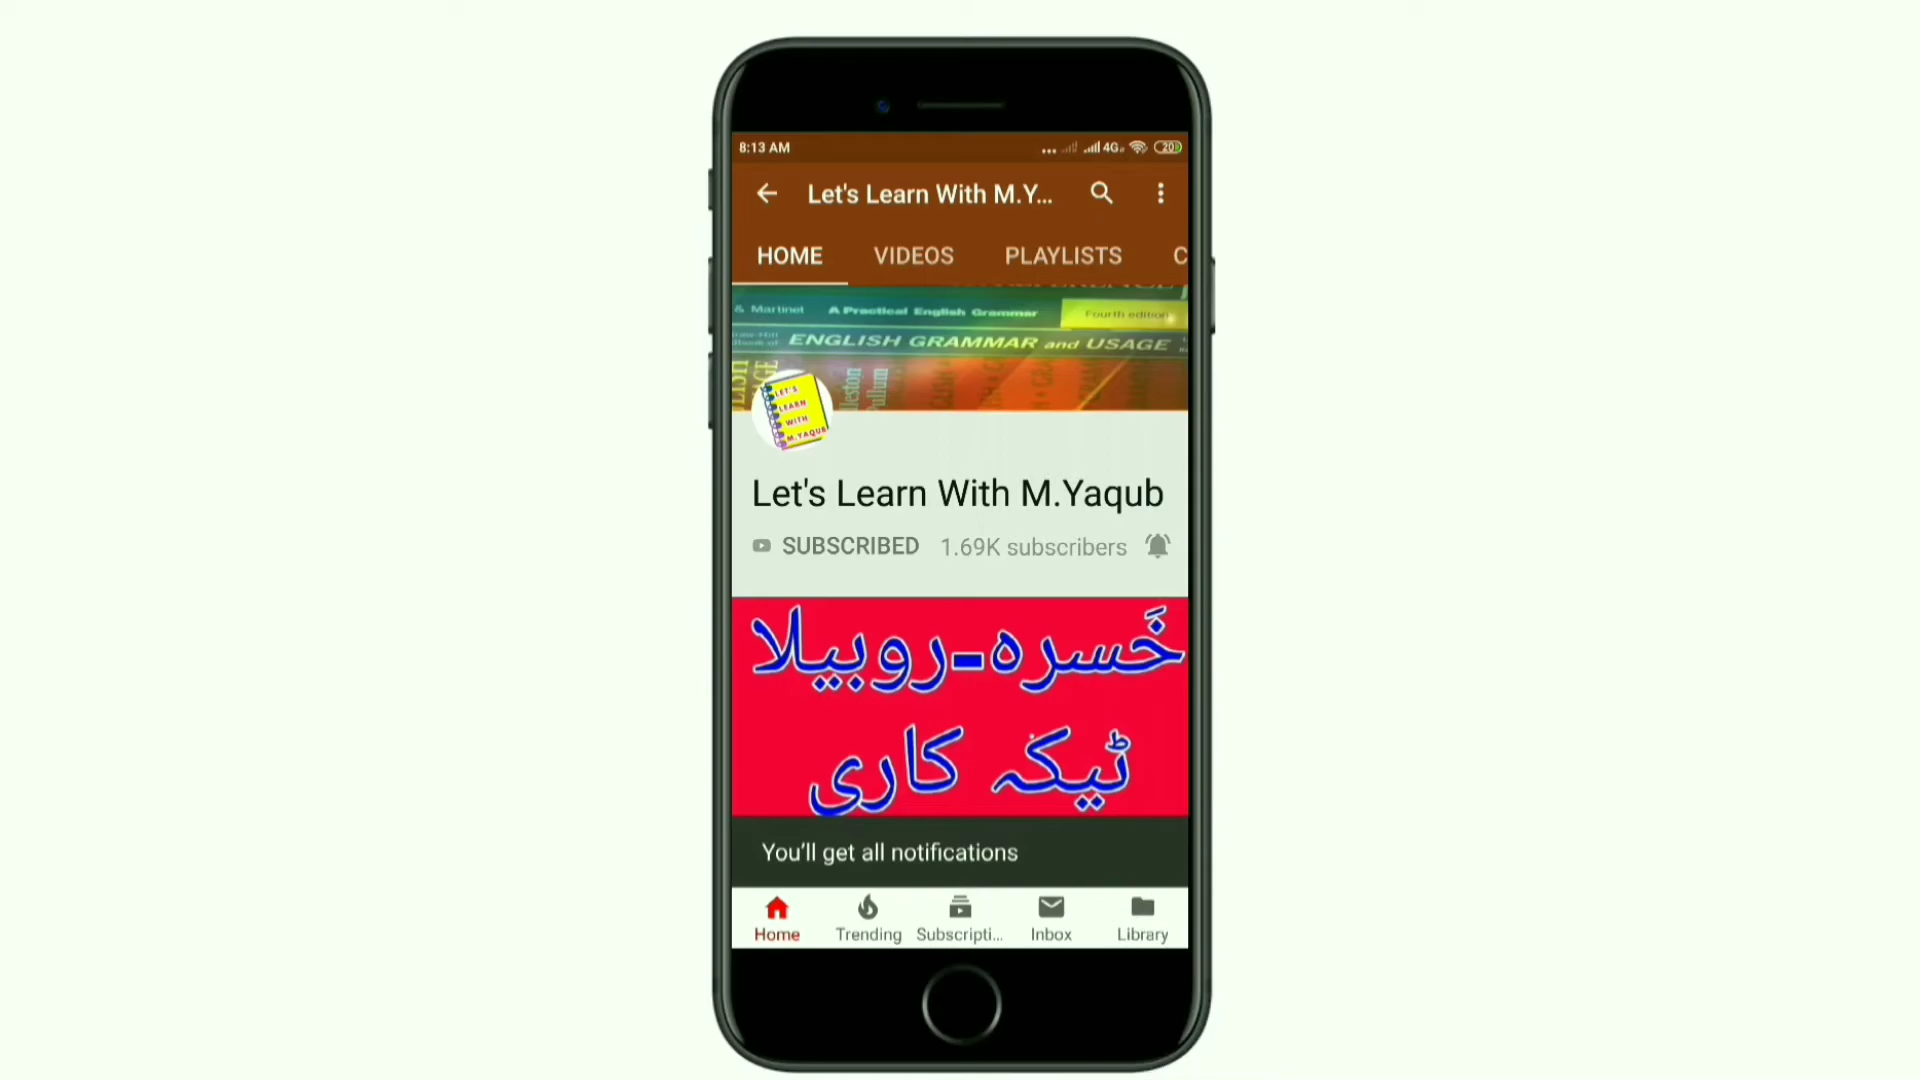 8:13 AM
4G
20
Let's Learn With M.Y...
HOME VIDEOS PLAYLISTS C
& Martinet A Practical English Grammar Fourth edition
ENGLISH GRAMMAR and USAGE
LET'S
LEARN
WITH
M.YAQUB
Let's Learn With M.Yaqub
SUBSCRIBED 1.69K subscribers
خَسرہ-روبیلا
ٹیکہ کاری
You'll get all notifications
Home Trending Subscripti... Inbox Library